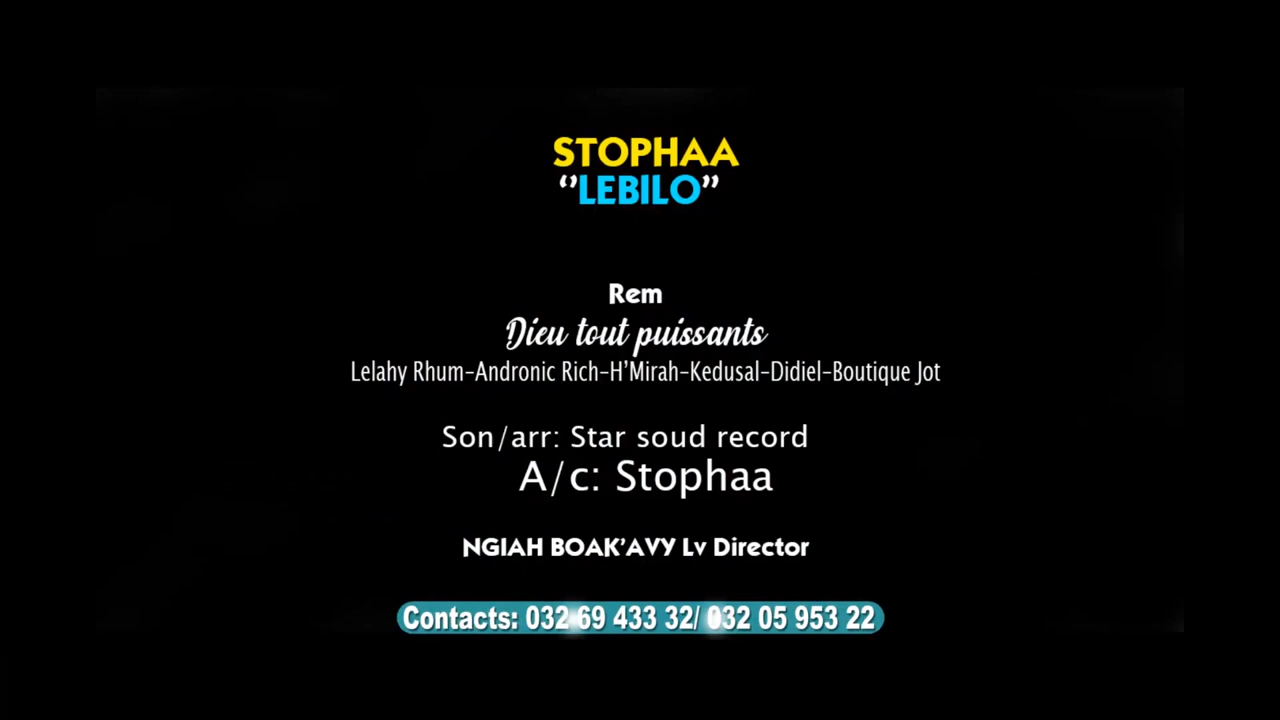 STOPHAA
‘’LEBILO’’
Rem
Dieu tout puissants
Lelahy Rhum-Andronic Rich-H’Mirah-Kedusal-Didiel-Boutique Jot
Son/arr: Star soud record
A/c: Stophaa
NGIAH BOAK’AVY Lv Director
Contacts: 032 69 433 32/ 032 05 953 22